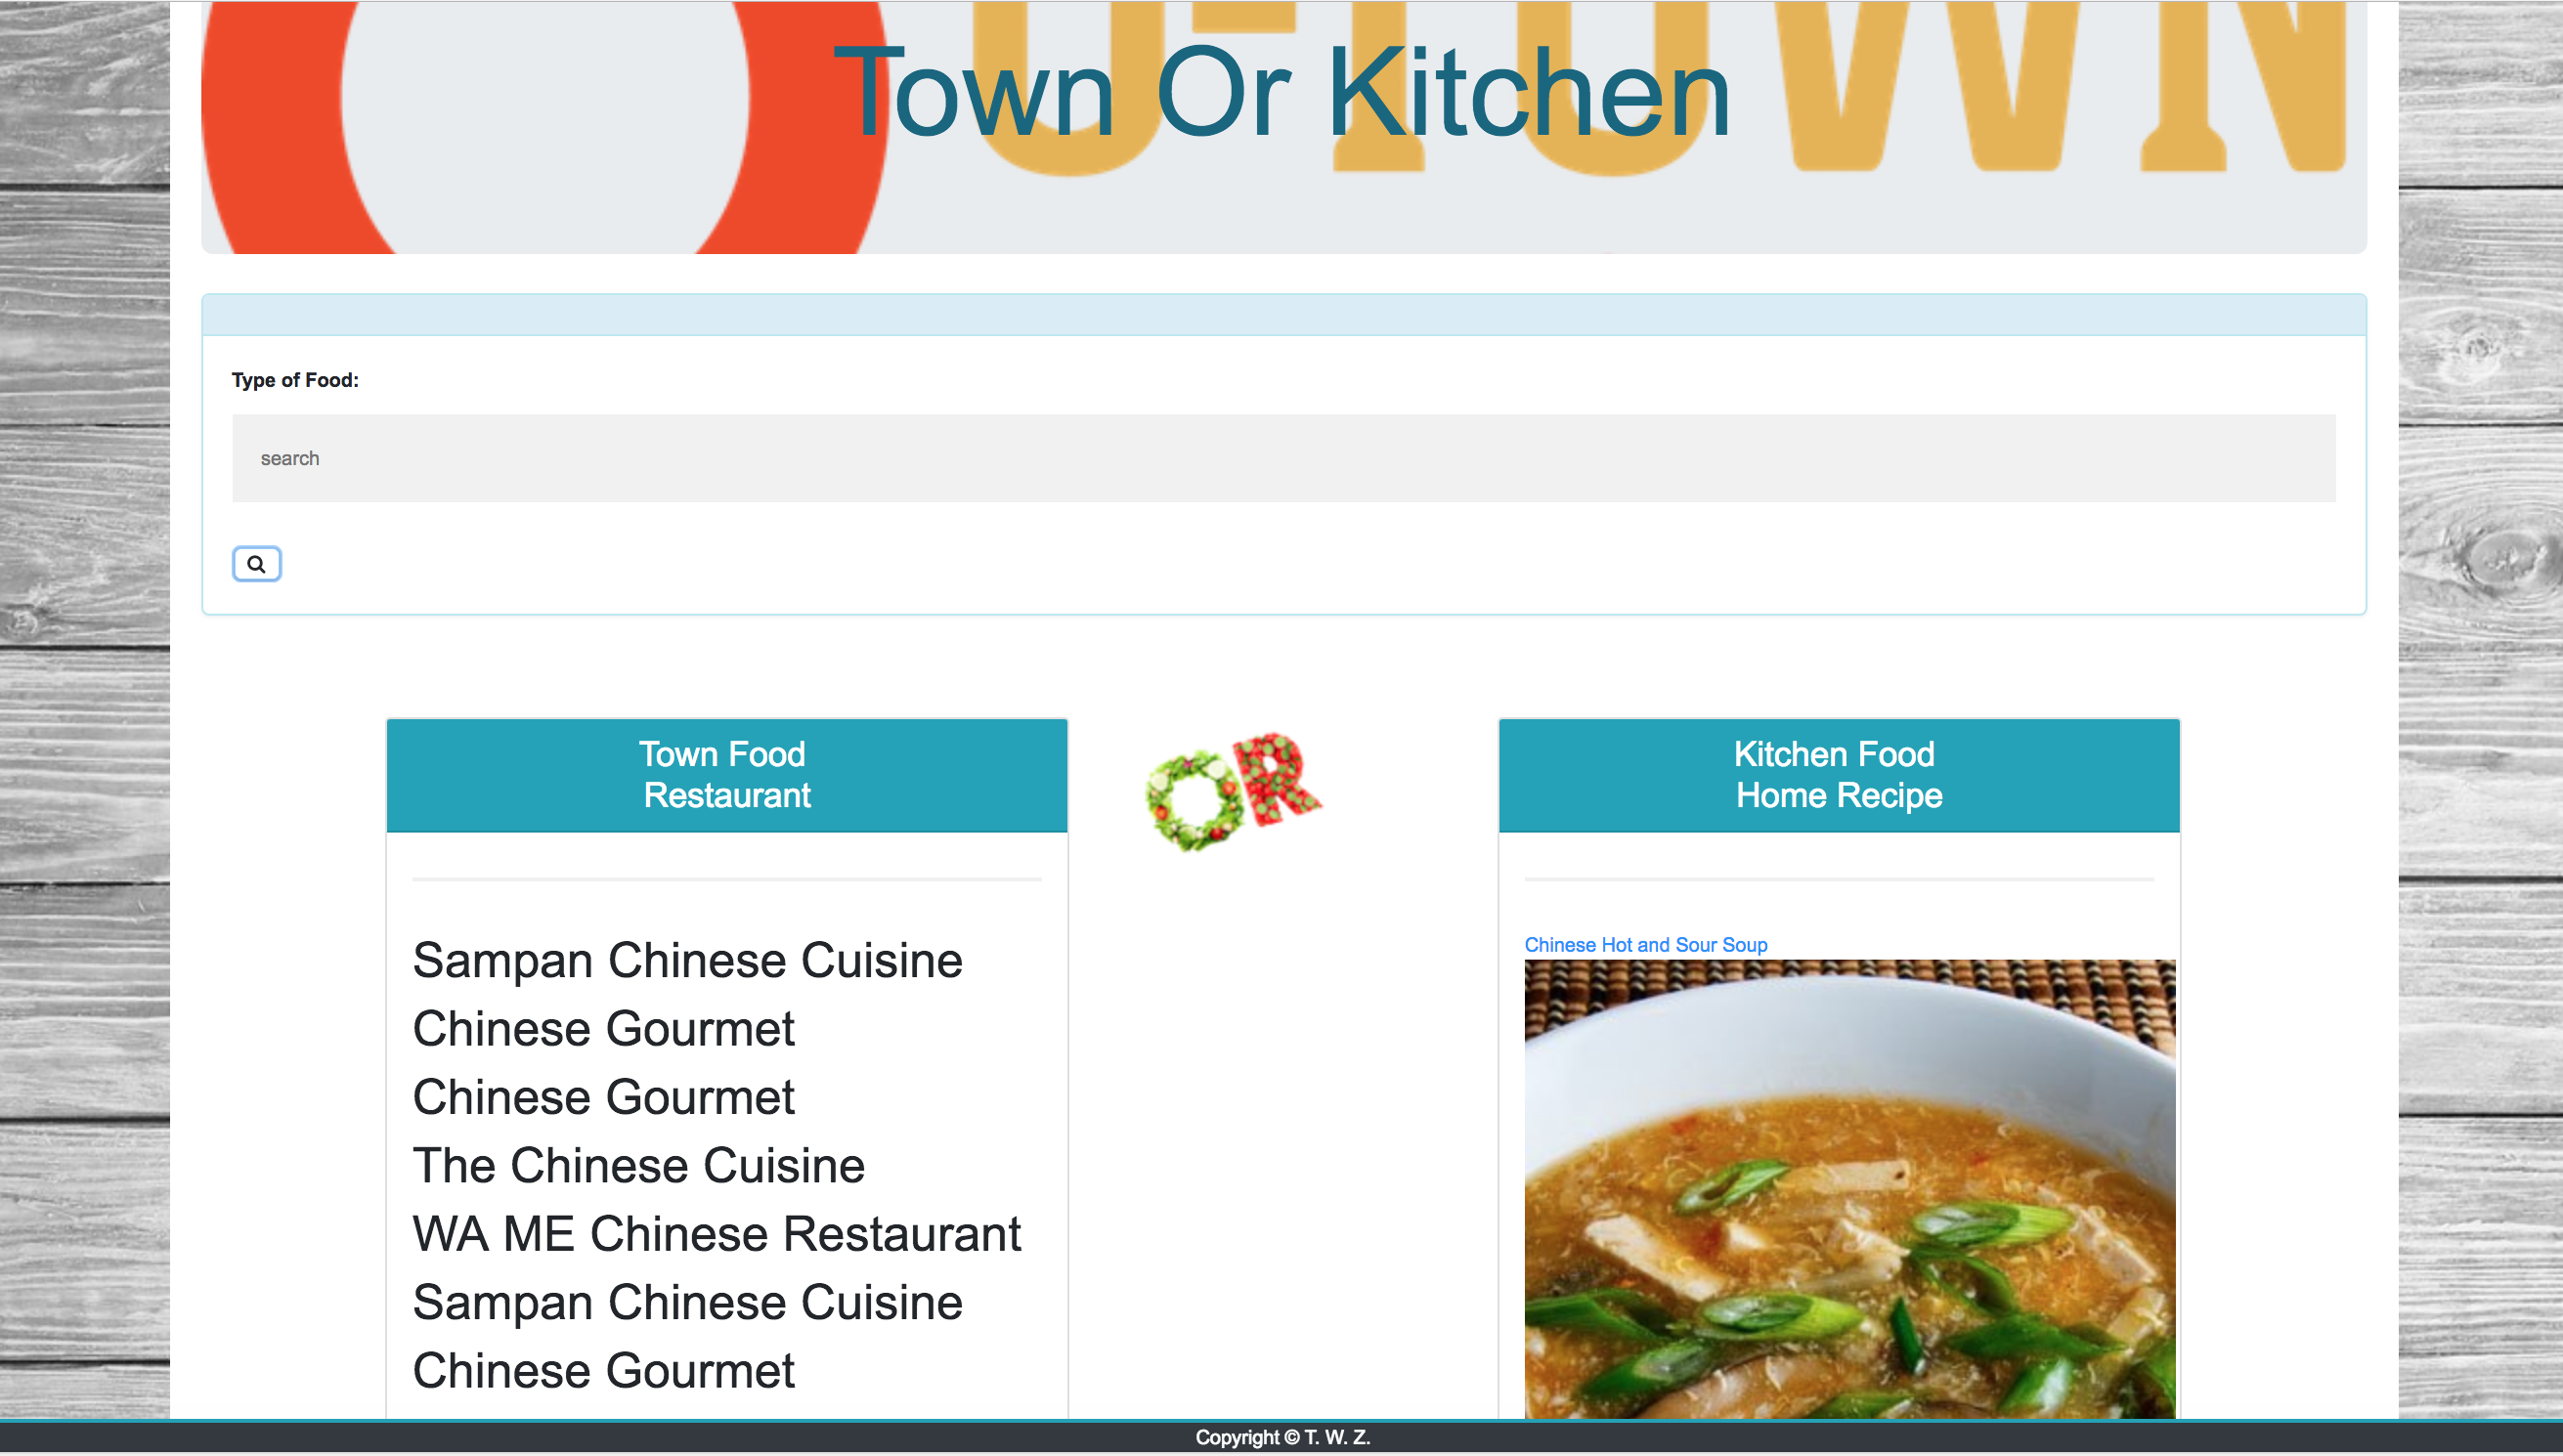 O-TOWN
Town Or Kitchen
Type of Food:
search
Town Food
Restaurant
OR
Kitchen Food
Home Recipe
Sampan Chinese Cuisine
Chinese Gourmet
Chinese Gourmet
The Chinese Cuisine
WA ME Chinese Restaurant
Sampan Chinese Cuisine
Chinese Gourmet
Chinese Hot and Sour Soup
Copyright © T. W. Z.